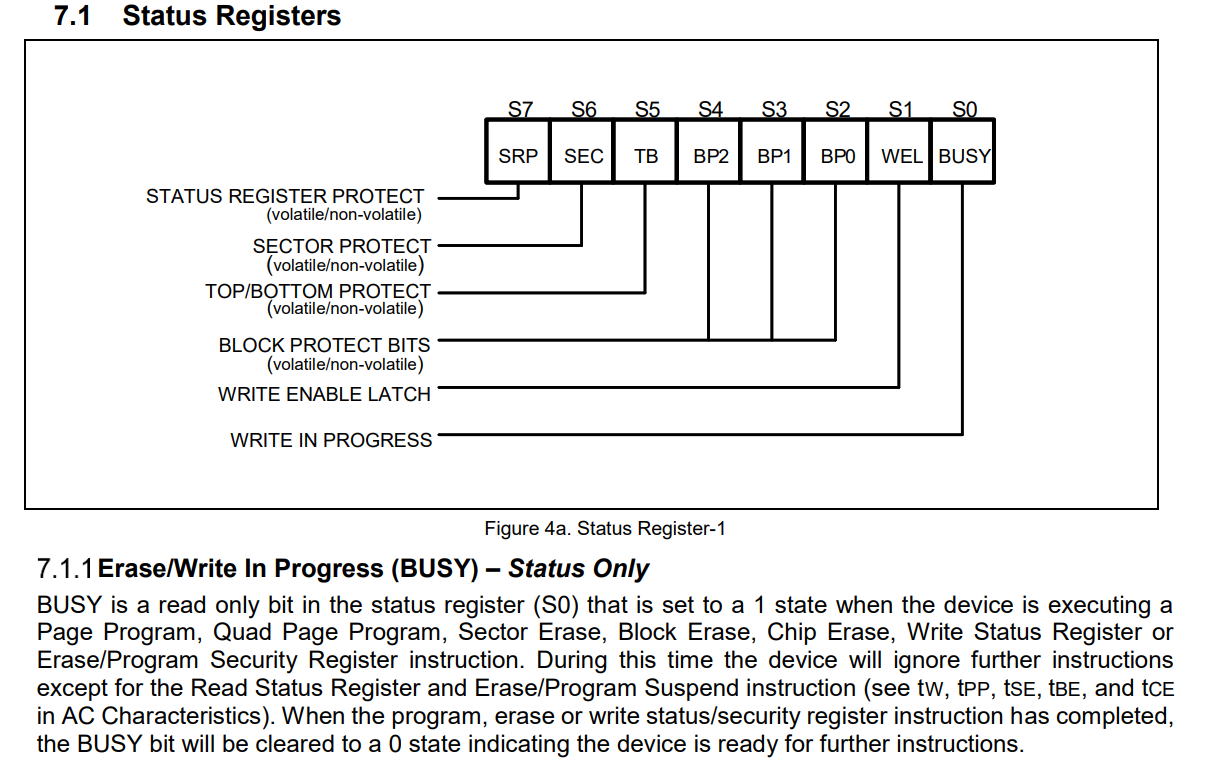 7.1 Status Registers
S7 S6 S5 S4 S3 S2 S1 S0
SRP SEC TB BP2 BP1 BP0 WEL BUSY
STATUS REGISTER PROTECT
(volatile/non-volatile)
SECTOR PROTECT
(volatile/non-volatile)
TOP/BOTTOM PROTECT
(volatile/non-volatile)
BLOCK PROTECT BITS
(volatile/non-volatile)
WRITE ENABLE LATCH
WRITE IN PROGRESS
Figure 4a. Status Register-1
7.1.1 Erase/Write In Progress (BUSY) – Status Only
BUSY is a read only bit in the status register (S0) that is set to a 1 state when the device is executing a
Page Program, Quad Page Program, Sector Erase, Block Erase, Chip Erase, Write Status Register or
Erase/Program Security Register instruction. During this time the device will ignore further instructions
except for the Read Status Register and Erase/Program Suspend instruction (see tW, tPP, tSE, tBE, and tCE
in AC Characteristics). When the program, erase or write status/security register instruction has completed,
the BUSY bit will be cleared to a 0 state indicating the device is ready for further instructions.